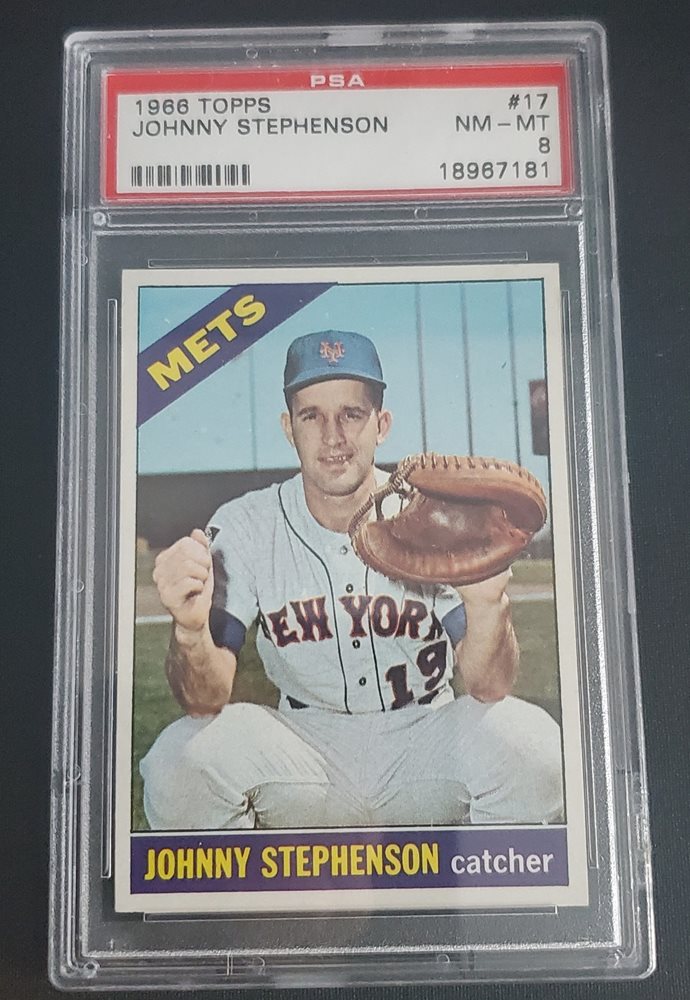 PSA
1966 TOPPS #17
JOHNNY STEPHENSON NM - MT
8
18967181
METS
NY
NEW YORK
19
JOHNNY STEPHENSON catcher